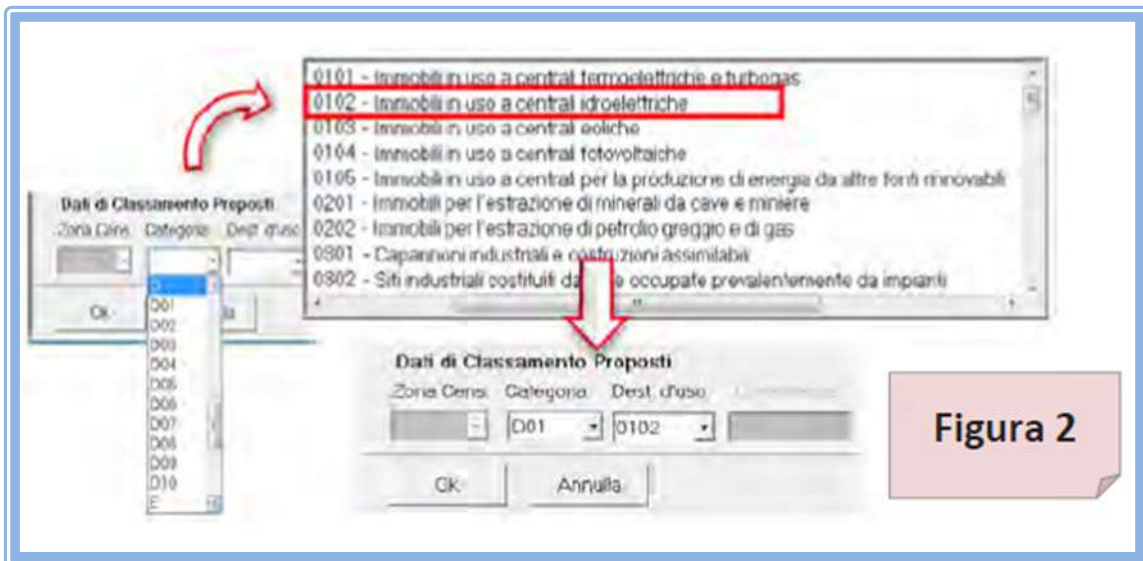 0101 - Immobili in uso a centrali termoelettriche e turbogas
0102 - Immobili in uso a centrali idroelettriche
0103 - Immobili in uso a centrali eoliche
0104 - Immobili in uso a centrali fotovoltaiche
0105 - Immobili in uso a centrali per la produzione di energia da altre fonti rinnovabili
0201 - Immobili per l'estrazione di minerali da cave e miniere
0202 - Immobili per l'estrazione di petrolio greggio e di gas
0301 - Capannoni industriali e costruzioni assimilabili
0302 - Siti industriali costituiti da occupate prevalentemente da impianti
Dati di Classamento Proposti
Zona Cens. Categoria Dest. d'uso
Ok
D
D01
D02
D03
D04
D05
D06
D07
D08
D09
D10
E
Dati di Classamento Proposti
Zona Cens. Categoria Dest. d'uso
D01 0102
Ok Annulla
Figura 2